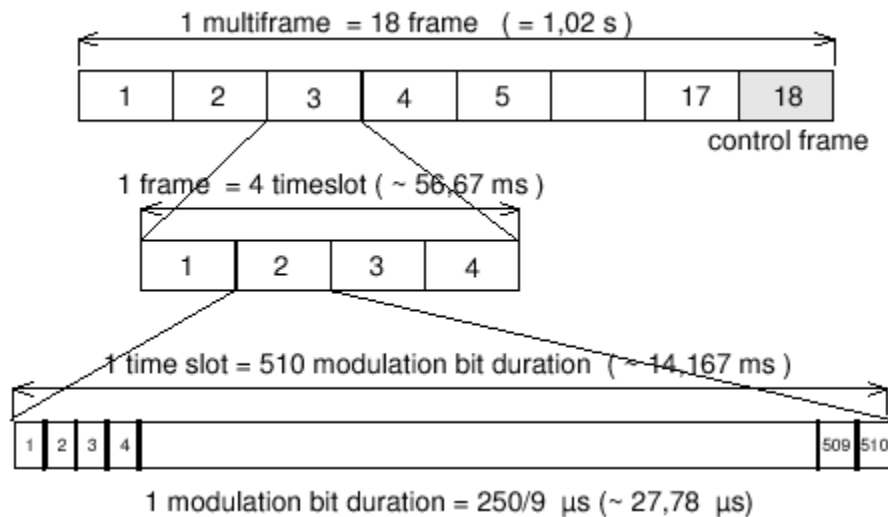 1 multiframe = 18 frame ( = 1,02 s )
1 2 3 4 5 17 18
control frame
1 frame = 4 timeslot ( ~ 56,67 ms )
1 2 3 4
1 time slot = 510 modulation bit duration ( ~ 14,167 ms )
1 2 3 4 509 510
1 modulation bit duration = 250/9 µs (~ 27,78 µs)